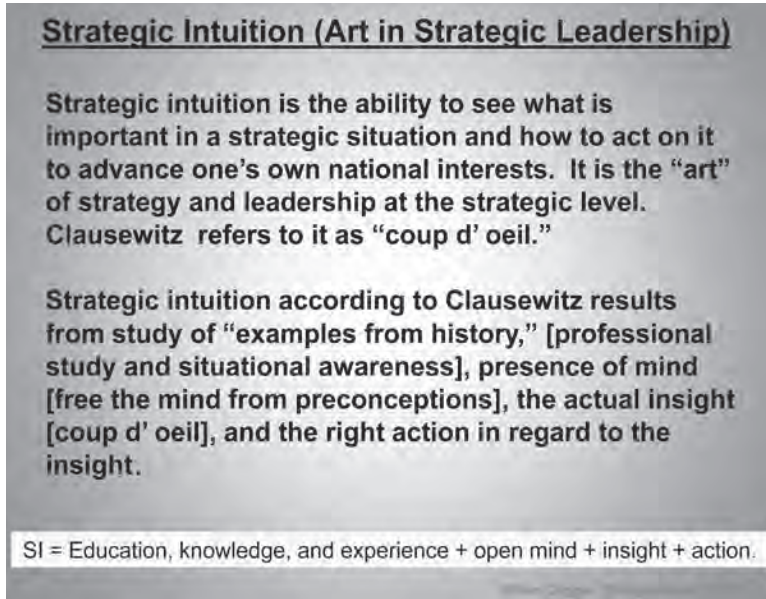 Strategic Intuition (Art in Strategic Leadership)
Strategic intuition is the ability to see what is
important in a strategic situation and how to act on it
to advance one's own national interests.  It is the “art”
of strategy and leadership at the strategic level.
Clausewitz  refers to it as “coup d’ oeil.”
Strategic intuition according to Clausewitz results
from study of “examples from history,” [professional
study and situational awareness], presence of mind
[free the mind from preconceptions], the actual insight
[coup d’ oeil], and the right action in regard to the
insight.
SI = Education, knowledge, and experience + open mind + insight + action.